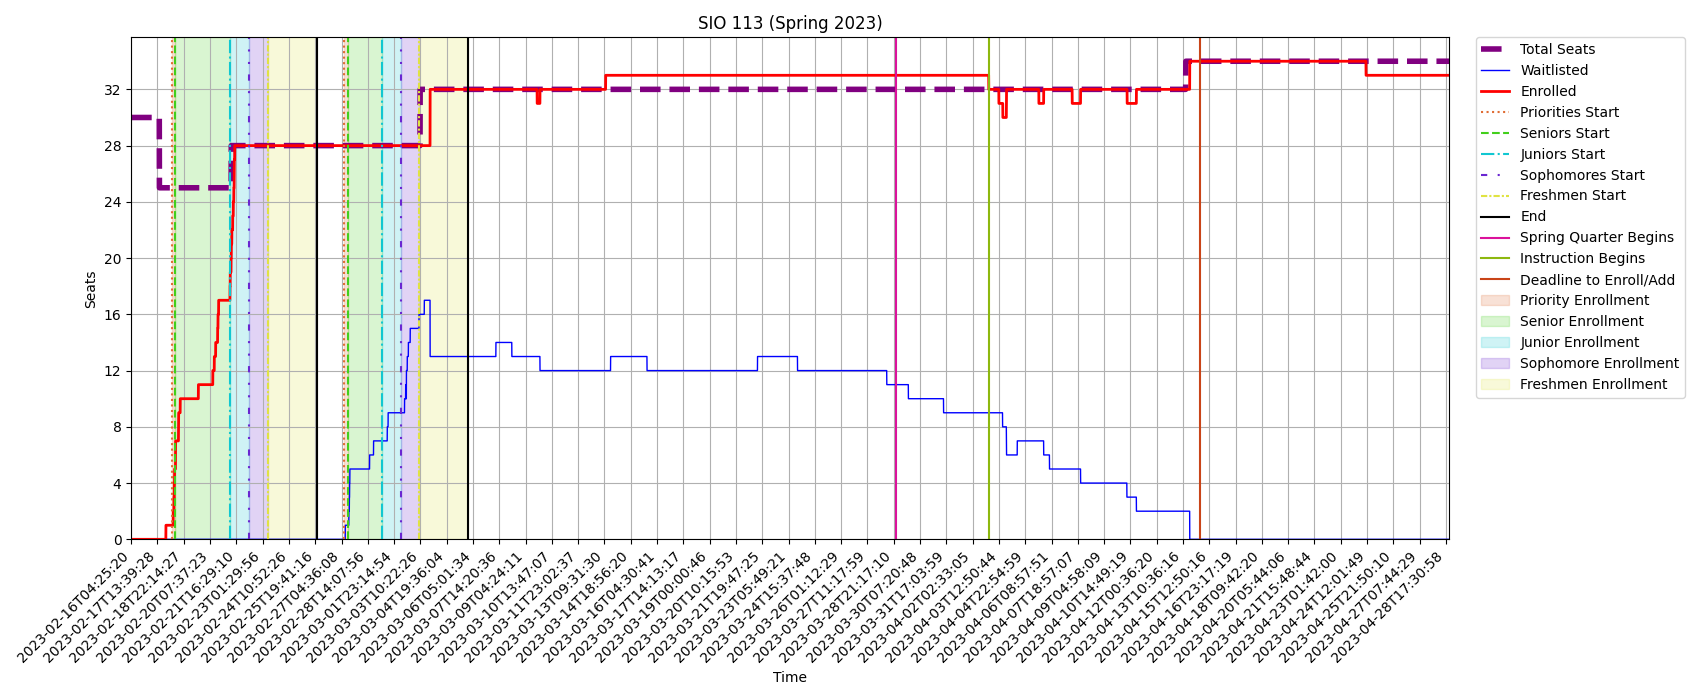 SIO 113 (Spring 2023)
Seats
32
28
24
20
16
12
8
4
0
2023-02-16T04:25:20
2023-02-17T13:39:28
2023-02-18T22:14:27
2023-02-20T07:37:23
2023-02-21T16:29:10
2023-02-23T01:29:56
2023-02-24T10:52:26
2023-02-25T19:41:16
2023-02-27T04:36:08
2023-02-28T14:07:56
2023-03-01T23:14:54
2023-03-03T10:22:26
2023-03-04T19:36:04
2023-03-06T05:01:34
2023-03-07T14:20:36
2023-03-09T04:24:11
2023-03-10T13:47:07
2023-03-11T23:02:37
2023-03-13T09:31:30
2023-03-14T18:56:20
2023-03-16T04:30:41
2023-03-17T14:13:17
2023-03-19T00:00:46
2023-03-20T10:15:53
2023-03-21T19:47:25
2023-03-23T05:49:21
2023-03-24T15:37:48
2023-03-26T01:12:29
2023-03-27T11:17:59
2023-03-28T21:17:10
2023-03-30T07:20:48
2023-03-31T17:03:59
2023-04-02T02:33:05
2023-04-03T12:50:44
2023-04-04T22:54:59
2023-04-06T08:57:51
2023-04-07T18:57:07
2023-04-09T04:58:09
2023-04-10T14:49:19
2023-04-12T00:36:20
2023-04-13T10:36:16
2023-04-15T12:50:16
2023-04-16T23:17:19
2023-04-18T09:42:20
2023-04-20T05:44:06
2023-04-21T15:48:44
2023-04-23T01:42:00
2023-04-24T12:01:49
2023-04-25T21:50:10
2023-04-27T07:44:29
2023-04-28T17:30:58
Time
Total Seats
Waitlisted
Enrolled
Priorities Start
Seniors Start
Juniors Start
Sophomores Start
Freshmen Start
End
Spring Quarter Begins
Instruction Begins
Deadline to Enroll/Add
Priority Enrollment
Senior Enrollment
Junior Enrollment
Sophomore Enrollment
Freshmen Enrollment